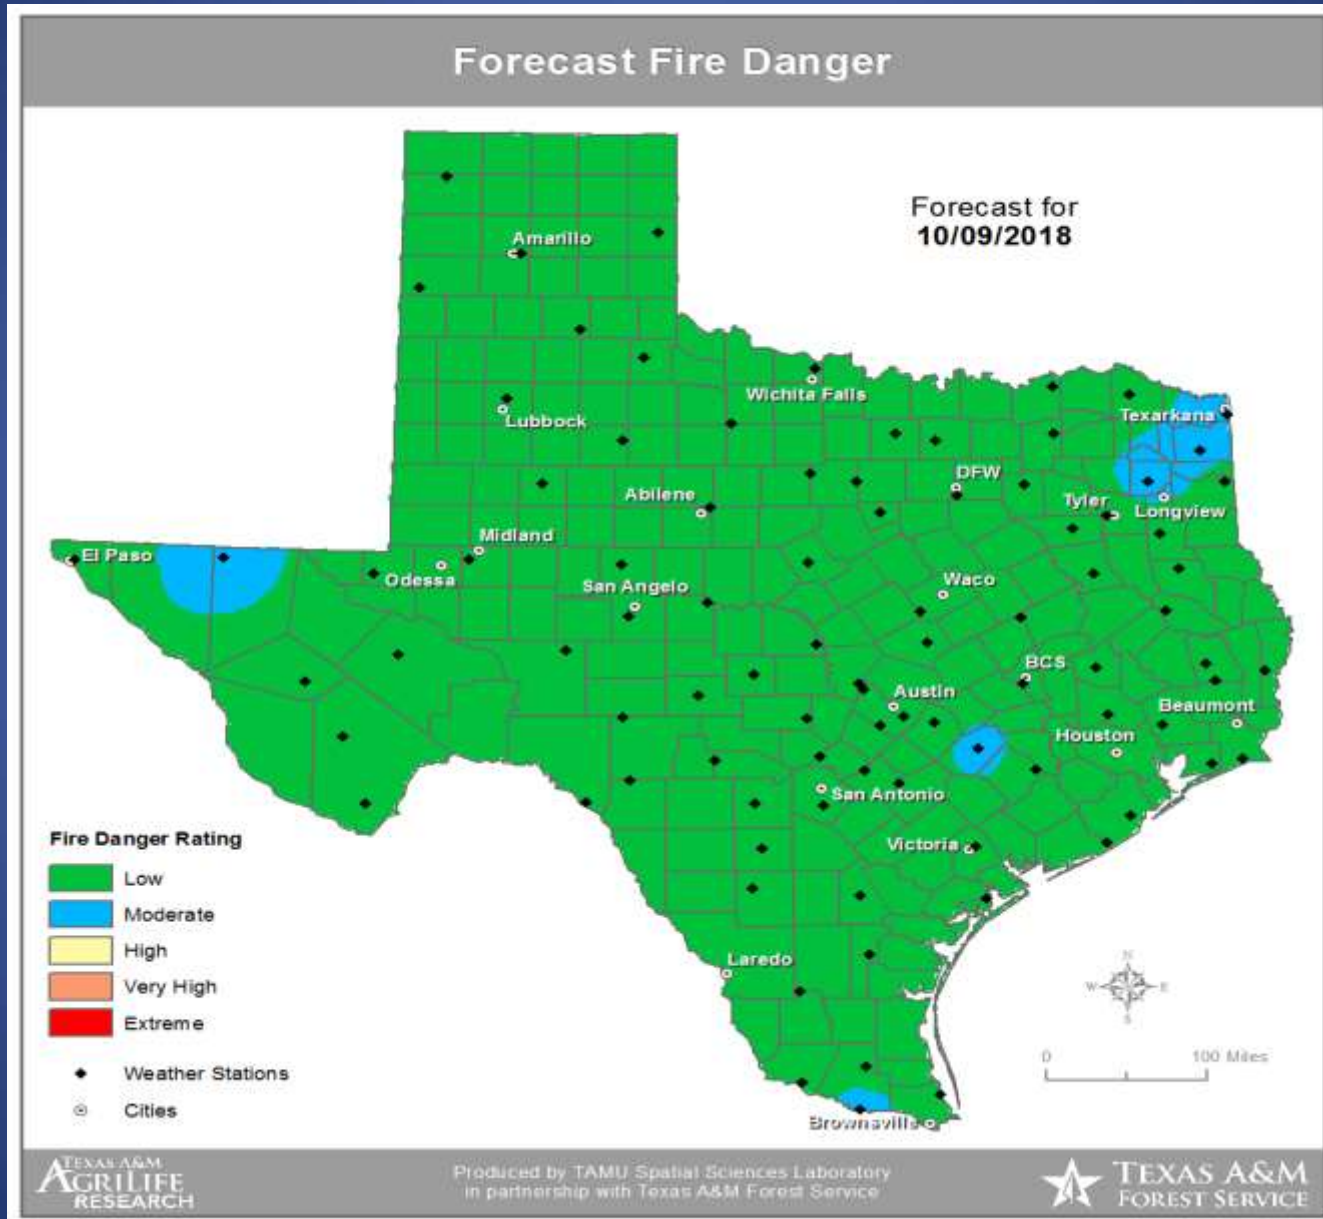 Forecast Fire Danger
Forecast for
10/09/2018
Amarillo
Wichita Falls
Lubbock
Texarkana
DFW
Abilene
Tyler
Longview
Midland
El Paso
Odessa
San Angelo
Waco
BCS
Austin
Beaumont
Houston
San Antonio
Victoria
Laredo
Brownsville
Fire Danger Rating
Low
Moderate
High
Very High
Extreme
Weather Stations
Cities
N
W E
S
0 100 Miles
TEXAS A&M
AGRILIFE
RESEARCH
Produced by TAMU Spatial Sciences Laboratory
in partnership with Texas A&M Forest Service
TEXAS A&M
FOREST SERVICE